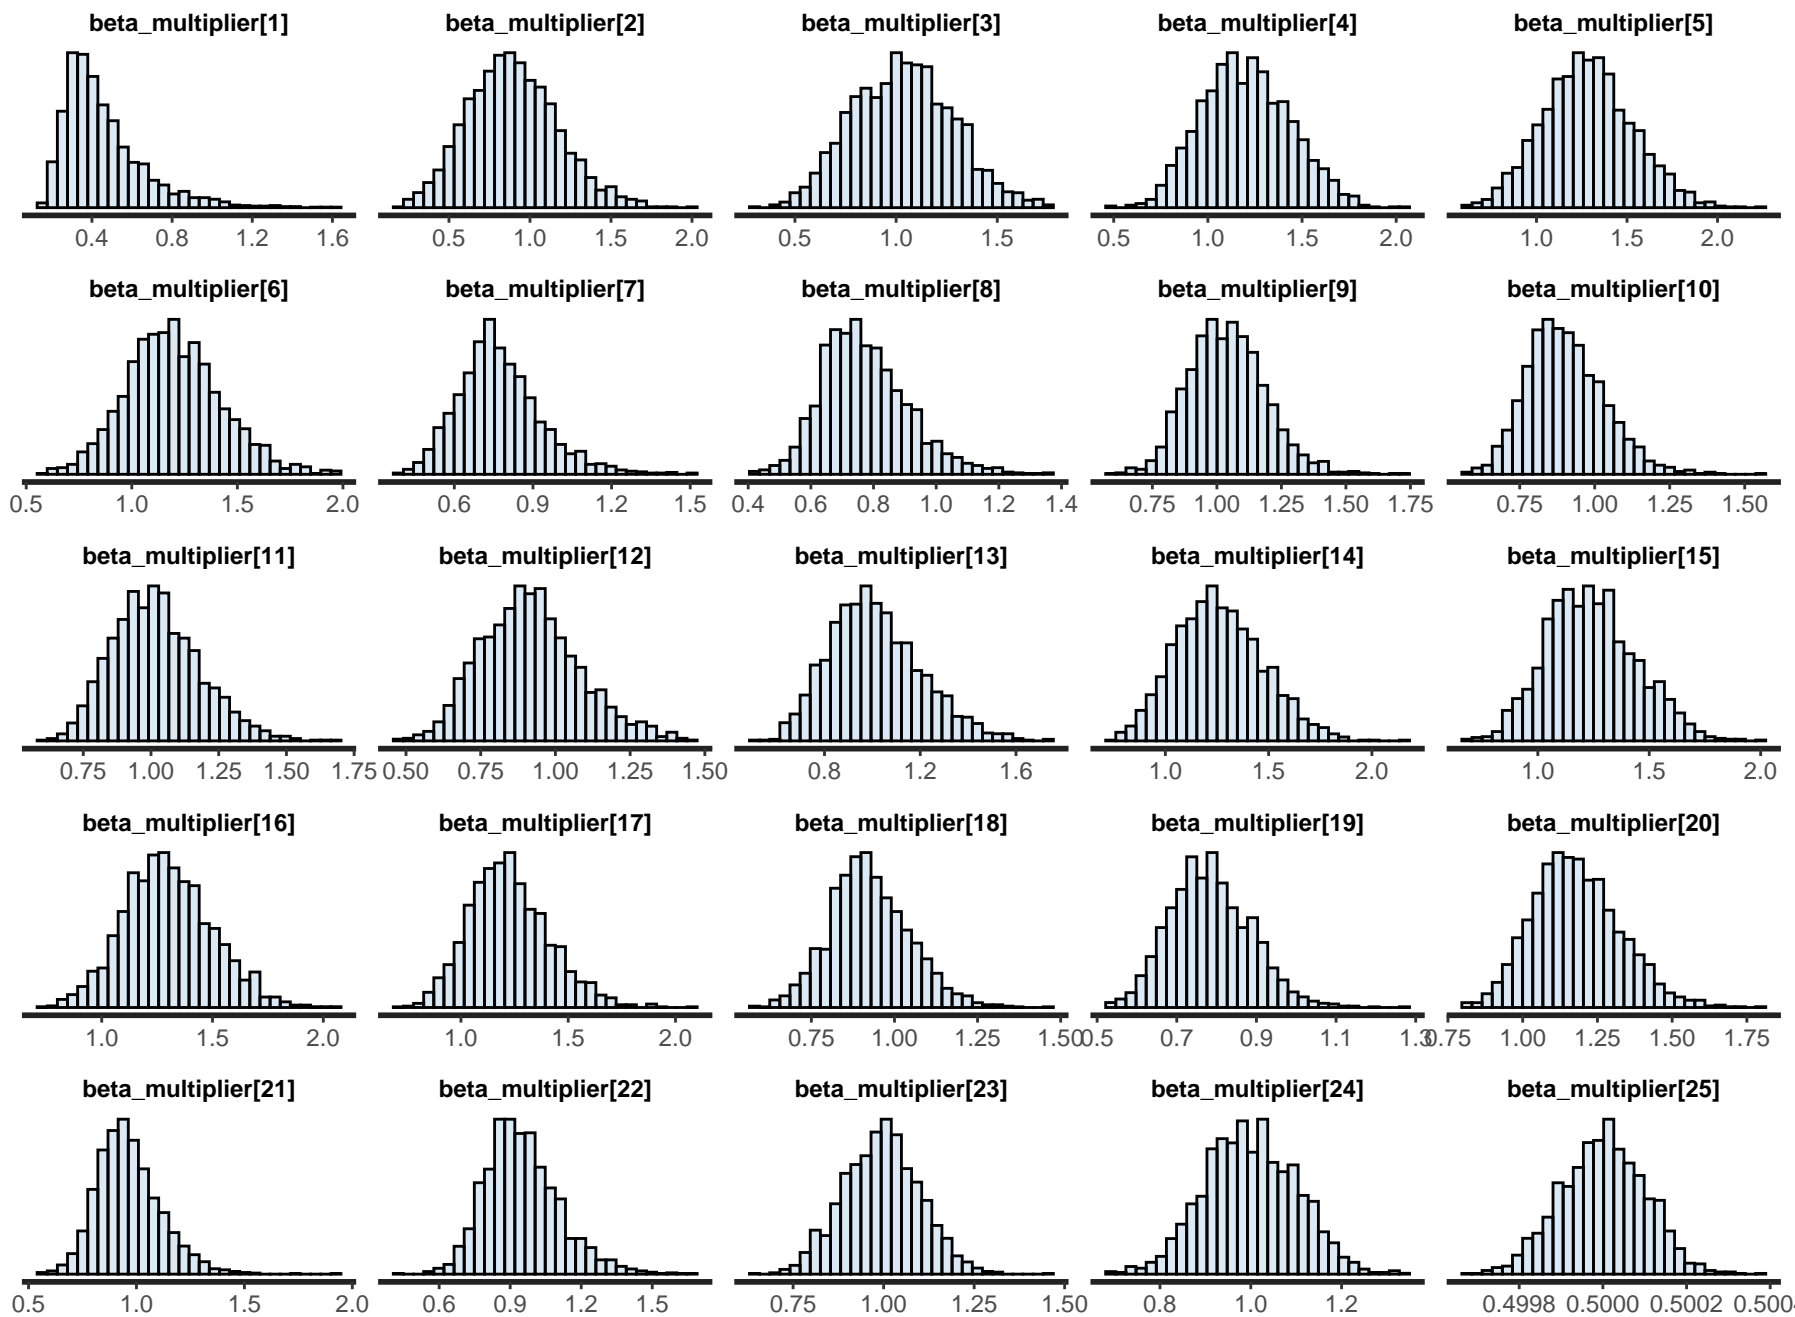 beta_multiplier[1] beta_multiplier[2] beta_multiplier[3] beta_multiplier[4] beta_multiplier[5]
0.4 0.8 1.2 1.6 0.5 1.0 1.5 2.0 0.5 1.0 1.5 0.5 1.0 1.5 2.0 1.0 1.5 2.0
beta_multiplier[6] beta_multiplier[7] beta_multiplier[8] beta_multiplier[9] beta_multiplier[10]
0.5 1.0 1.5 2.0 0.6 0.9 1.2 1.5 0.4 0.6 0.8 1.0 1.2 1.4 0.75 1.00 1.25 1.50 1.75 0.75 1.00 1.25 1.50
beta_multiplier[11] beta_multiplier[12] beta_multiplier[13] beta_multiplier[14] beta_multiplier[15]
0.75 1.00 1.25 1.50 1.75 0.50 0.75 1.00 1.25 1.50 0.8 1.2 1.6 1.0 1.5 2.0 1.0 1.5 2.0
beta_multiplier[16] beta_multiplier[17] beta_multiplier[18] beta_multiplier[19] beta_multiplier[20]
1.0 1.5 2.0 1.0 1.5 2.0 0.75 1.00 1.25 1.50 0.5 0.7 0.9 1.1 1.3 0.75 1.00 1.25 1.50 1.75
beta_multiplier[21] beta_multiplier[22] beta_multiplier[23] beta_multiplier[24] beta_multiplier[25]
0.5 1.0 1.5 2.0 0.6 0.9 1.2 1.5 0.75 1.00 1.25 1.50 0.8 1.0 1.2 0.4998 0.5000 0.5002